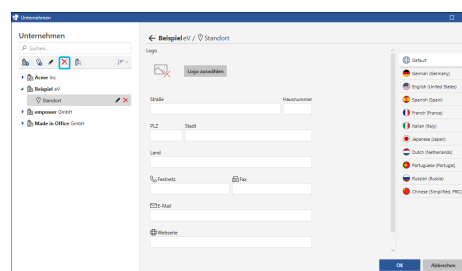 Unternehmen
Unternehmen
Suchen...
Acme Inc
Beispiel eV
Standort
empower GmbH
Made in Office GmbH
Beispiel eV / Standort
Logo
Logo auswählen
Straße
Hausnummer
PLZ
Stadt
Land
Festnetz
Fax
E-Mail
Webseite
Default
German (Germany)
English (United States)
Spanish (Spain)
French (France)
Italian (Italy)
Japanese (Japan)
Dutch (Netherlands)
Portuguese (Portugal)
Russian (Russia)
Chinese (Simplified, PRC)
OK
Abbrechen